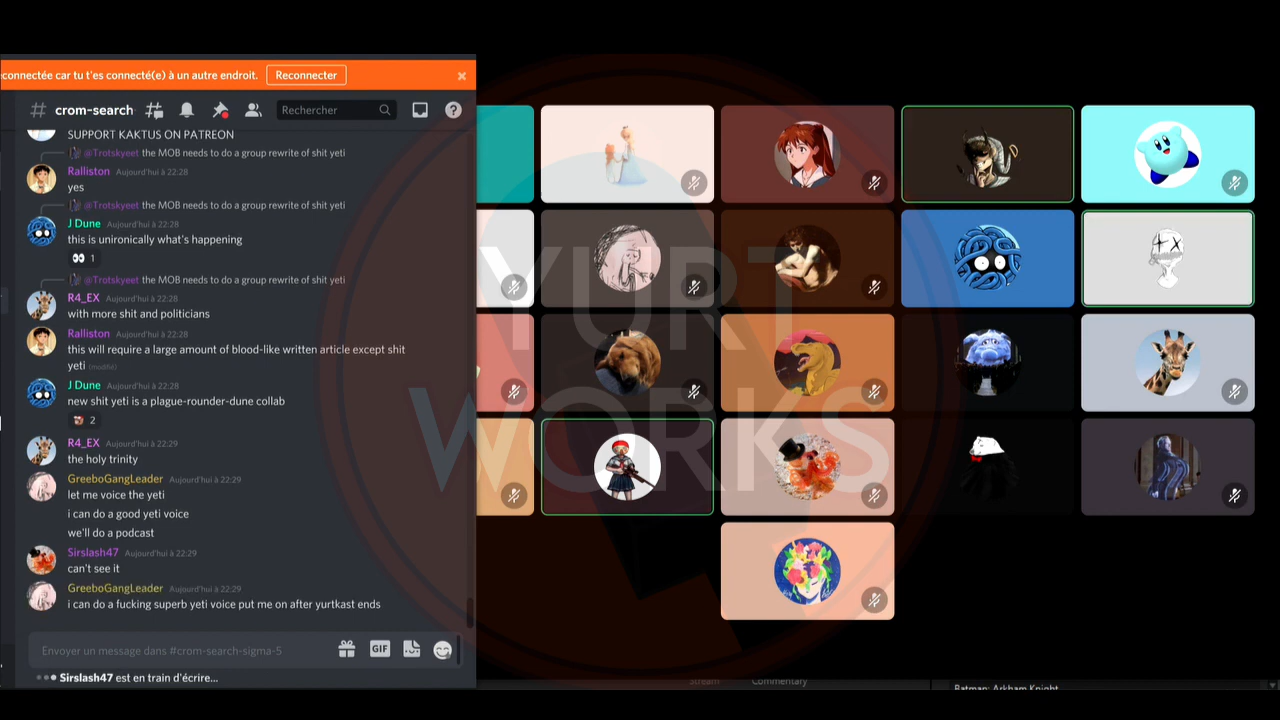 econnectée car tu t'es connecté(e) à un autre endroit. Reconnecter
# crom-search Rechercher
SUPPORT KAKTUS ON PATREON
@Trotskyeet the MOB needs to do a group rewrite of shit yeti
Ralliston Aujourd'hui à 22:28
yes
@Trotskyeet the MOB needs to do a group rewrite of shit yeti
J Dune Aujourd'hui à 22:28
this is unironically what's happening
1
@Trotskyeet the MOB needs to do a group rewrite of shit yeti
R4_EX Aujourd'hui à 22:28
with more shit and politicians
Ralliston Aujourd'hui à 22:28
this will require a large amount of blood-like written article except shit
yeti (modifié)
J Dune Aujourd'hui à 22:28
new shit yeti is a plague-rounder-dune collab
2
R4_EX Aujourd'hui à 22:29
the holy trinity
GreeboGangLeader Aujourd'hui à 22:29
let me voice the yeti
i can do a good yeti voice
we'll do a podcast
Sirslash47 Aujourd'hui à 22:29
can't see it
GreeboGangLeader Aujourd'hui à 22:29
i can do a fucking superb yeti voice put me on after yurtkast ends
Envoyer un message dans #crom-search-sigma-5 GIF
Sirslash47 est en train d'écrire...
YURT
WORKS
Stream Commentary
Batman: Arkham Knight